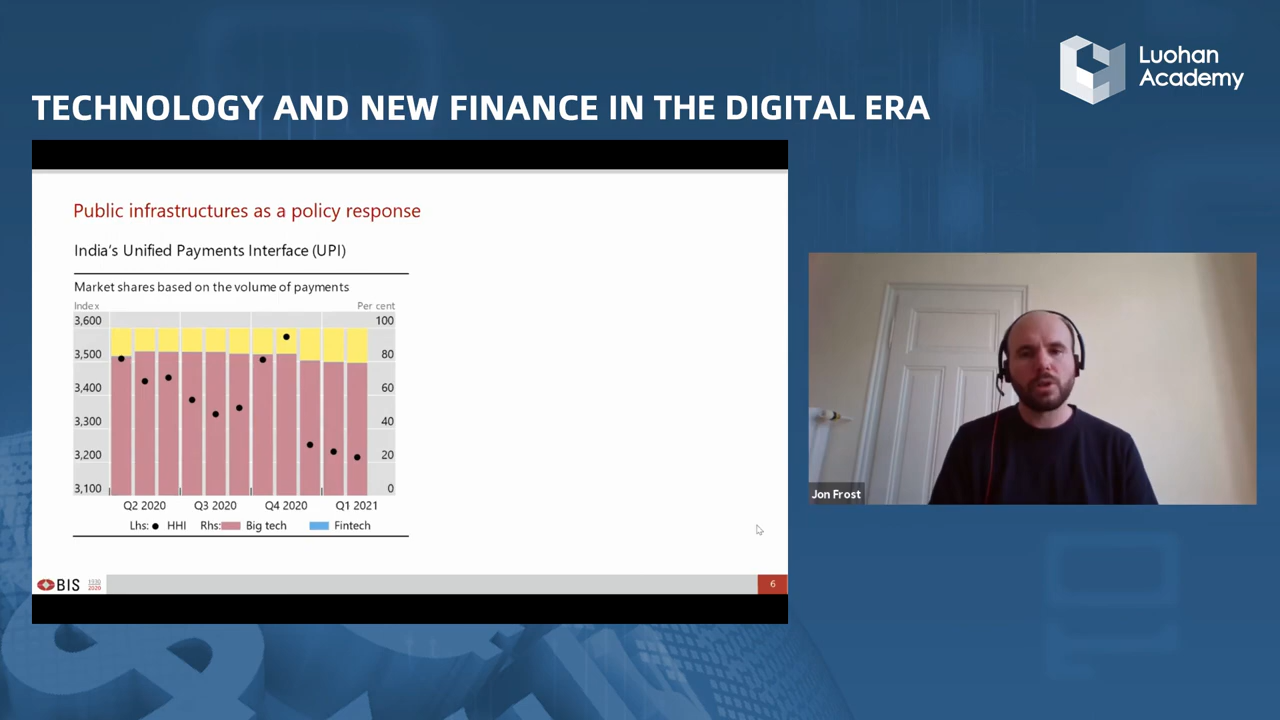 Luohan
Academy
TECHNOLOGY AND NEW FINANCE IN THE DIGITAL ERA
Public infrastructures as a policy response
India's Unified Payments Interface (UPI)
Market shares based on the volume of payments
Index Per cent
3,600 100
3,500 80
3,400 60
3,300 40
3,200 20
3,100 0
Q2 2020 Q3 2020 Q4 2020 Q1 2021
Lhs: HHI Rhs: Big tech Fintech
BIS 6
Jon Frost